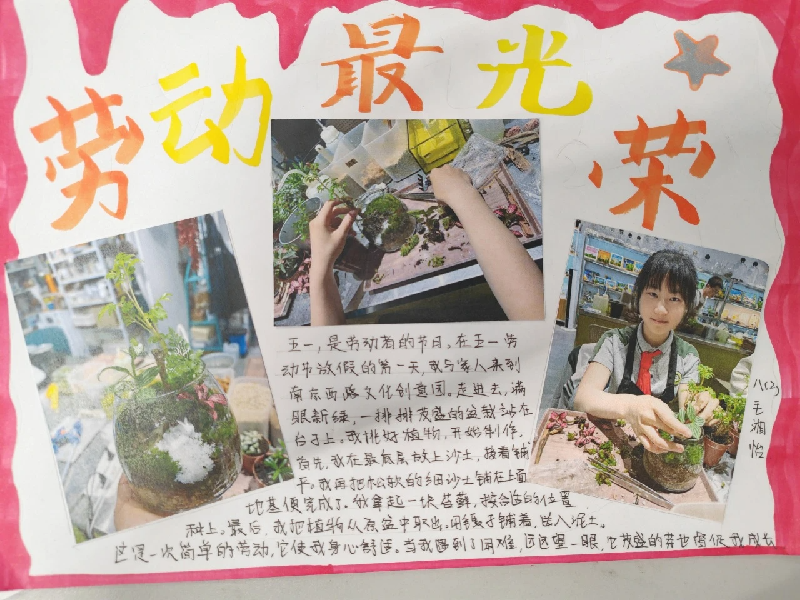 劳动最光荣
五一,是劳动者的节日。在五一劳
动节放假的第一天,我与家人来到
南京西路文化创意园。走进去,满
眼新绿,一排排茂盛的盆栽站在
台子上。我挑好植物,开始制作。
首先,我在最底层放上沙土,接着铺
平。我再把松软的细沙土铺在上面
地基便完成了。我拿起一块苔藓,按合适的位置
种上。最后,我把植物从原盆中取出,用镊子铺着,放入泥土。
这是一次简单的劳动,它使我身心舒适。当我遇到了困难,远远望一眼,它茂盛的芽也督促我成长
八(2)
王湘怡